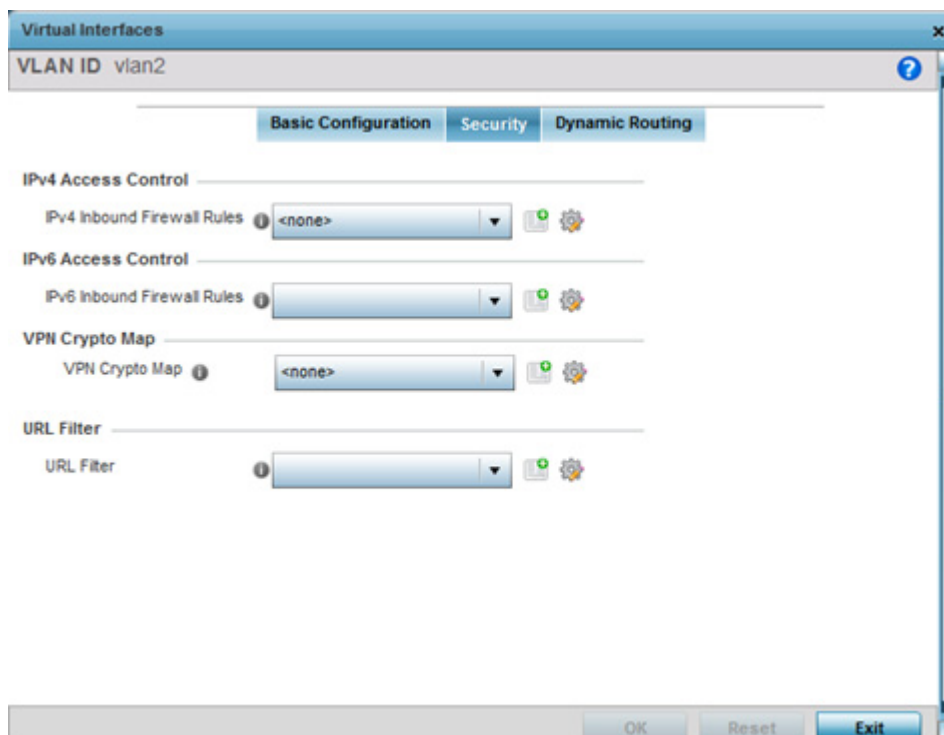 Virtual Interfaces
VLAN ID vlan2
Basic Configuration Security Dynamic Routing
IPv4 Access Control
IPv4 Inbound Firewall Rules <none>
IPv6 Access Control
IPv6 Inbound Firewall Rules
VPN Crypto Map
VPN Crypto Map <none>
URL Filter
URL Filter
OK Reset Exit